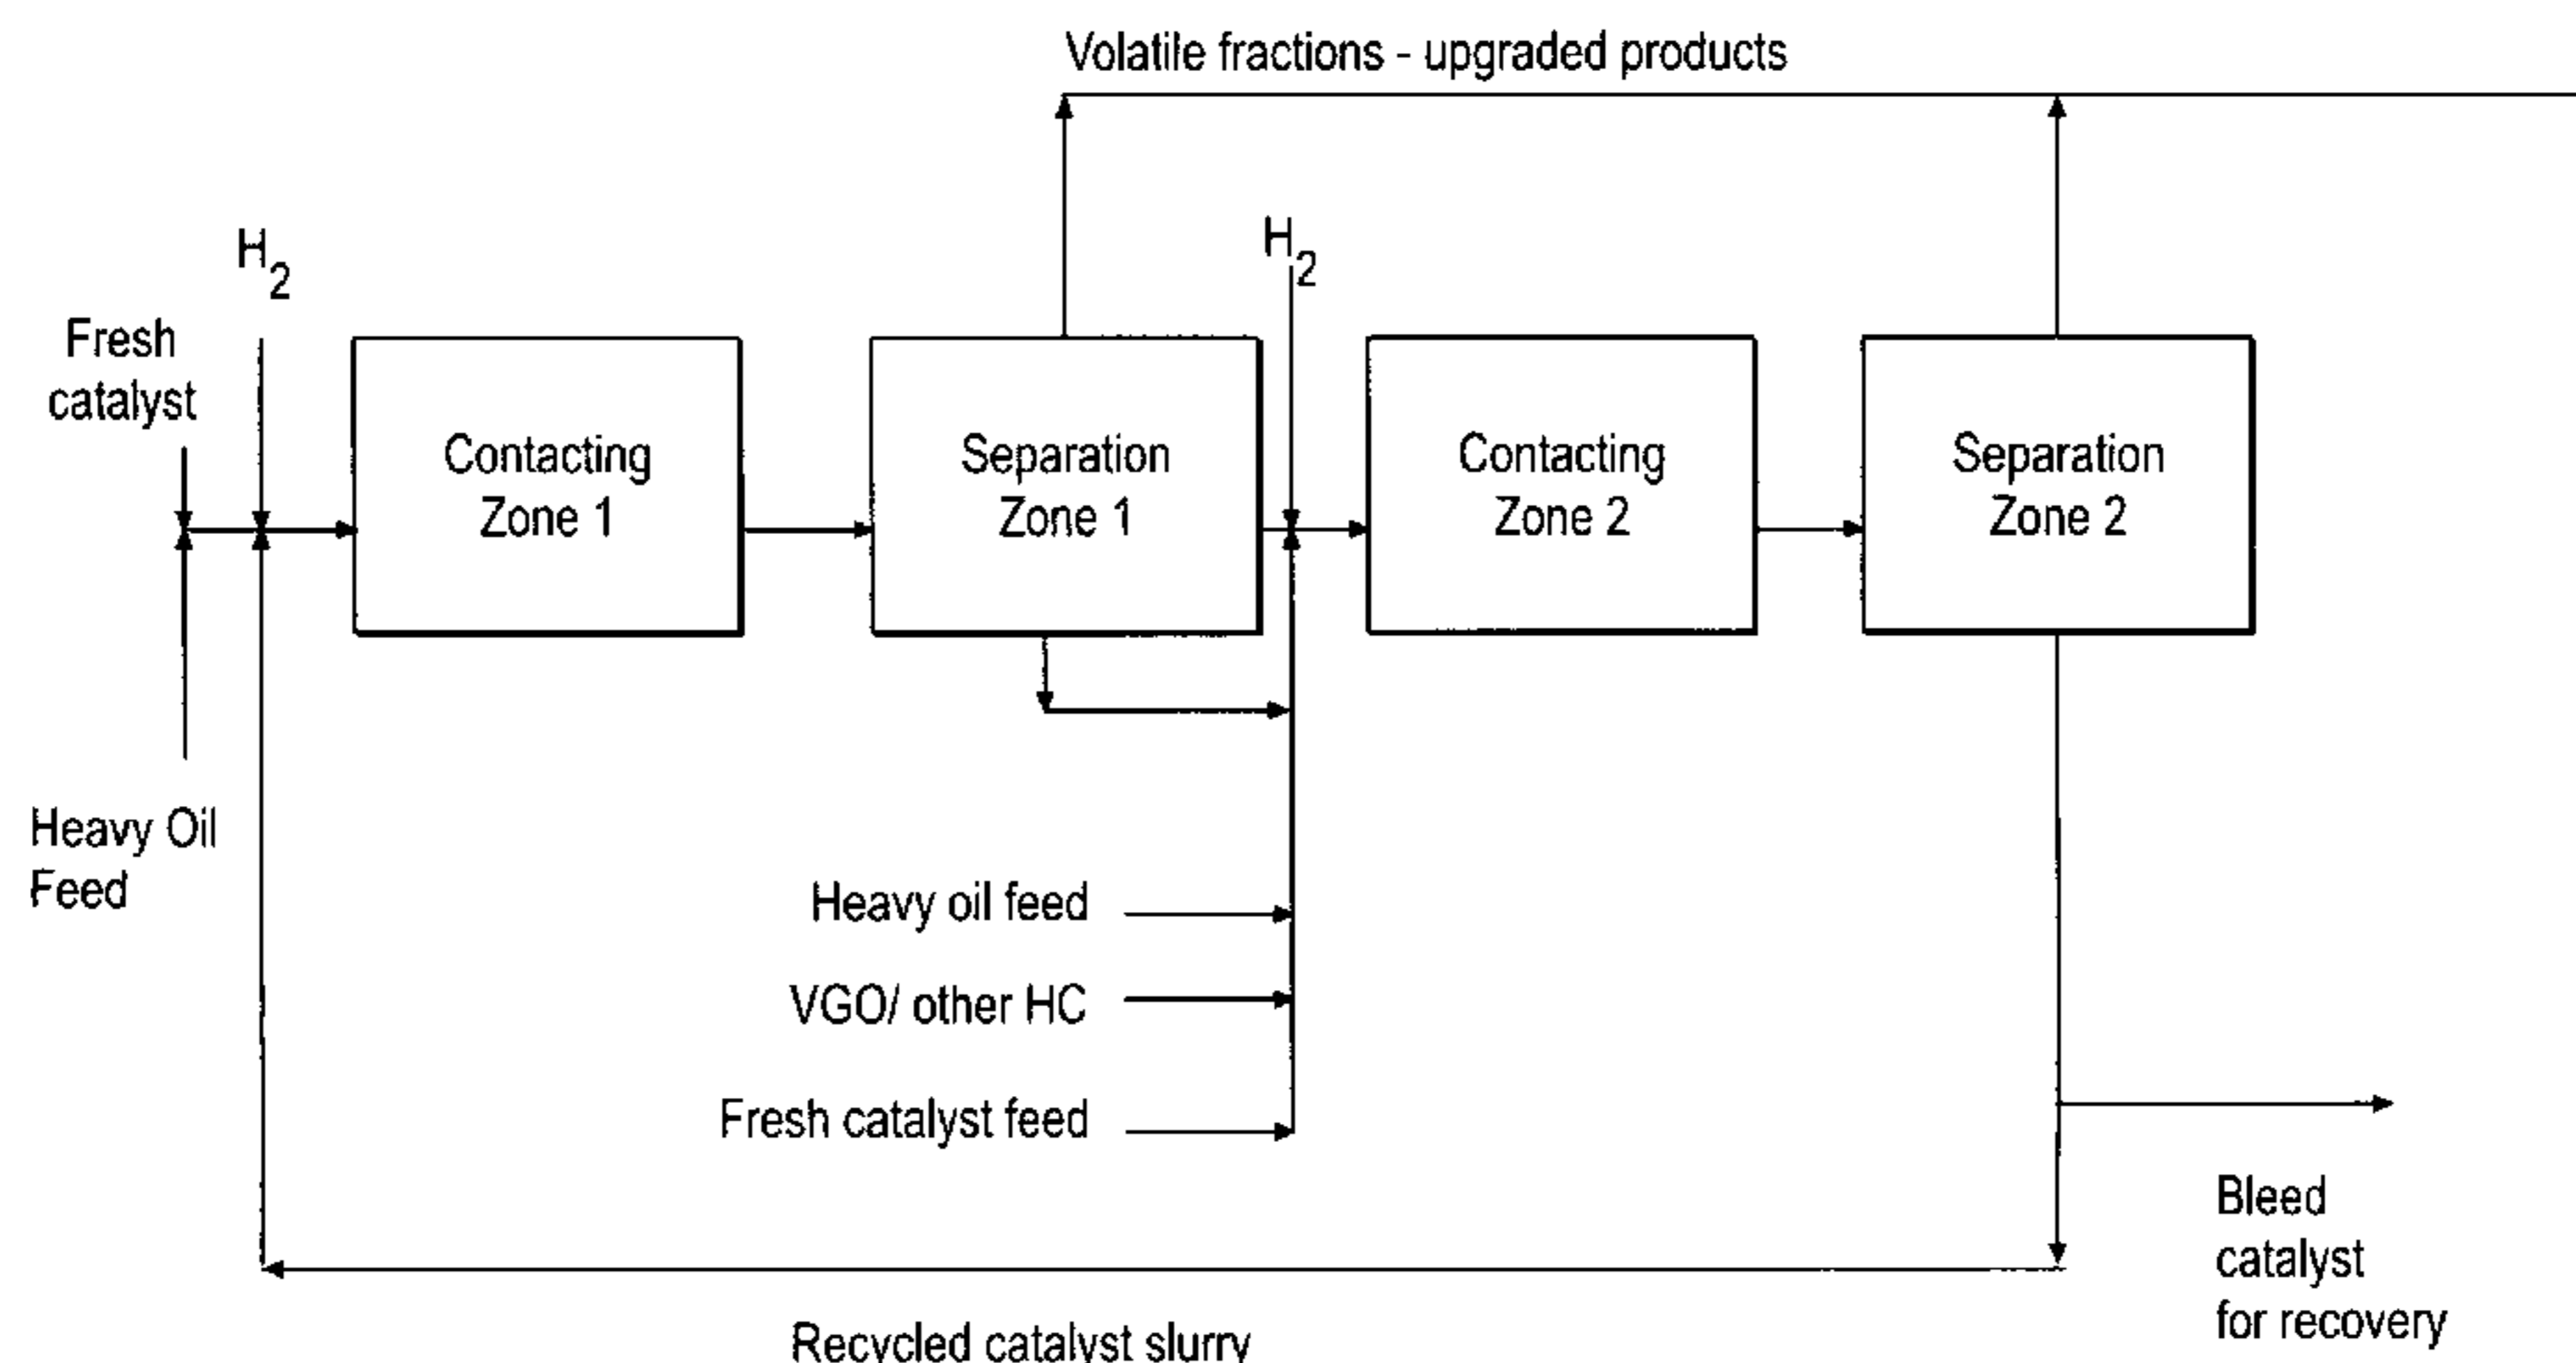 Volatile fractions - upgraded products
H2
H2
Fresh
catalyst
Contacting
Zone 1
Separation
Zone 1
Contacting
Zone 2
Separation
Zone 2
Heavy Oil
Feed
Heavy oil feed
VGO/ other HC
Fresh catalyst feed
Bleed
catalyst
for recovery
Recycled catalyst slurry